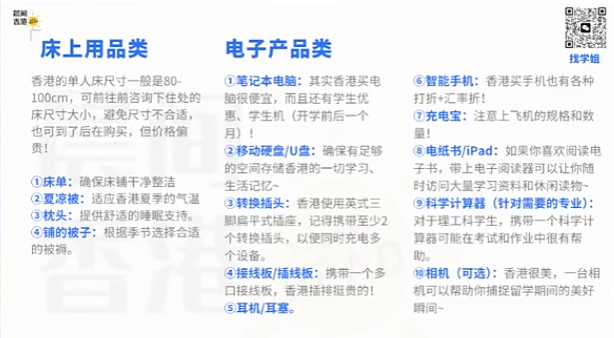 晨间
香港
找学姐
床上用品类
香港的单人床尺寸一般是80-
100cm，可前往前咨询下住处的
床尺寸大小，避免尺寸不合适，
也可到了后在购买，但价格偏
贵！
①床单：确保床铺干净整洁
②夏凉被：适应香港夏季的气温
③枕头：提供舒适的睡眠支持。
④铺的被子：根据季节选择合适
的被褥。
电子产品类
①笔记本电脑：其实香港买电
脑很便宜，而且还有学生优
惠、学生机（开学前后一个
月）！
②移动硬盘/U盘：确保有足够
的空间存储香港的一切学习、
生活记忆~
③转换插头：香港使用英式三
脚扁平式插座，记得携带至少2
个转换插头，以便同时充电多
个设备。
④接线板/插线板：携带一个多
口接线板，香港插排挺贵的！
⑤耳机/耳塞。
⑥智能手机：香港买手机也有各种
打折+汇率折！
⑦充电宝：注意上飞机的规格和数
量！
⑧电纸书/iPad：如果你喜欢阅读电
子书，带上电子阅读器可以让你随
时访问大量学习资料和休闲读物~
⑨科学计算器（针对需要的专业）：
对于理工科学生，携带一个科学计
算器可能在考试和作业中很有帮
助。
⑩相机（可选）：香港很美，一台相
机可以帮助你捕捉留学期间的美好
瞬间~